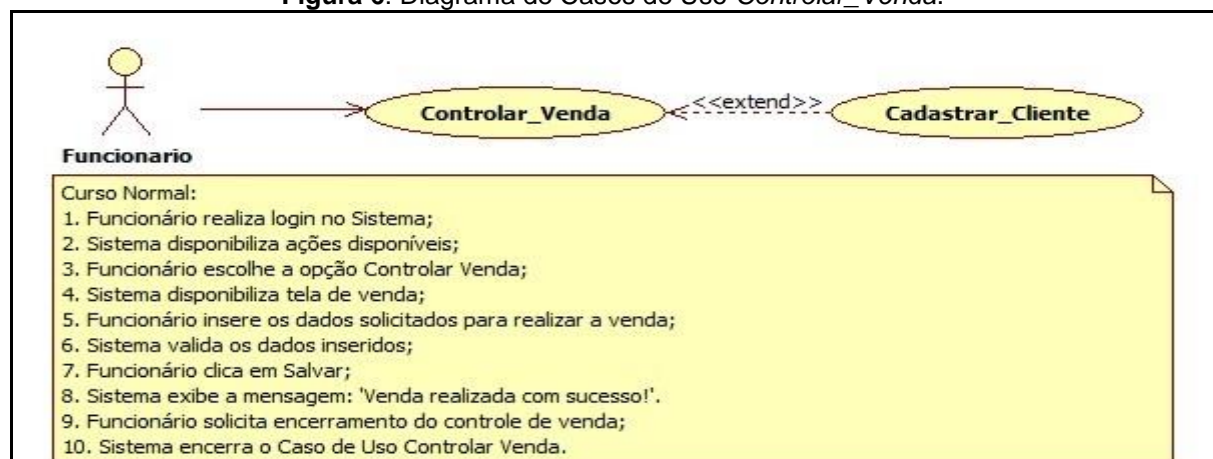 Diagrama de Casos de Uso Controlar_Venda.
<<extend>>
Controlar_Venda
Cadastrar_Cliente
Funcionario
Curso Normal:
1. Funcionário realiza login no Sistema;
2. Sistema disponibiliza ações disponíveis;
3. Funcionário escolhe a opção Controlar Venda;
4. Sistema disponibiliza tela de venda;
5. Funcionário insere os dados solicitados para realizar a venda;
6. Sistema valida os dados inseridos;
7. Funcionário clica em Salvar;
8. Sistema exibe a mensagem: 'Venda realizada com sucesso!'.
9. Funcionário solicita encerramento do controle de venda;
10. Sistema encerra o Caso de Uso Controlar Venda.